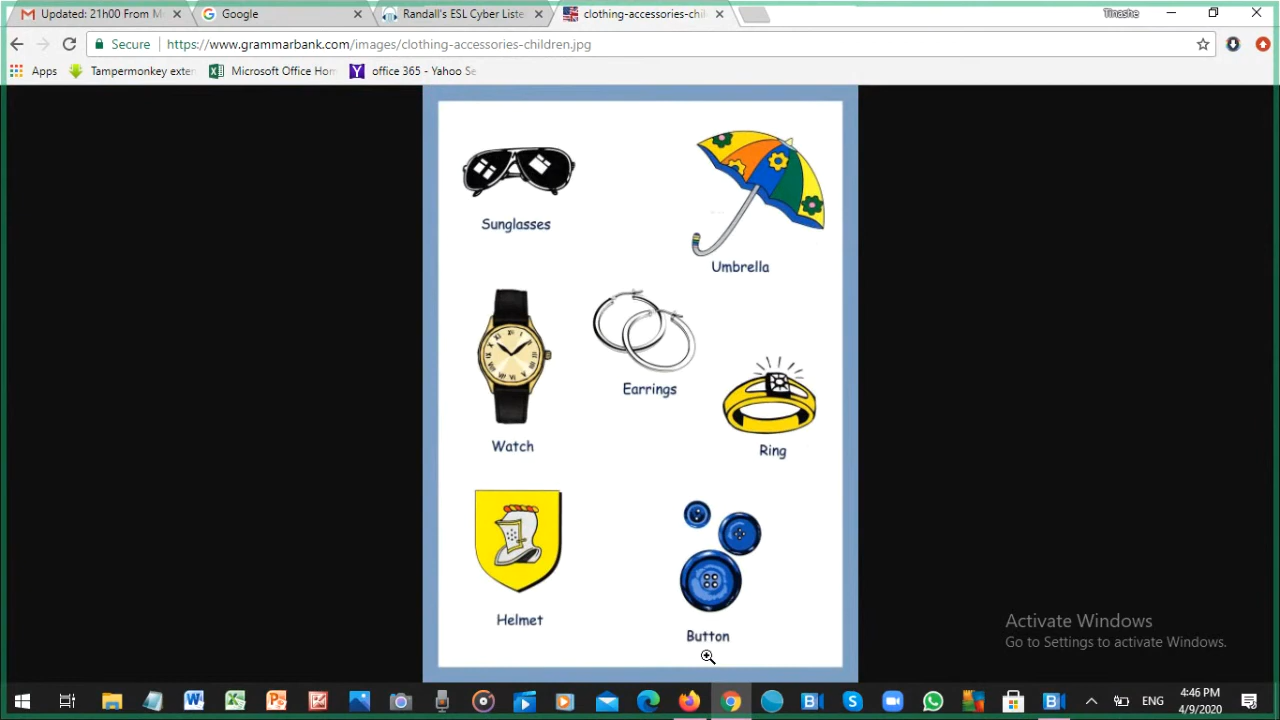 Updated: 21h00 From M
Google
Randall's ESL Cyber Liste
clothing-accessories-chil
Tinashe
Secure
https://www.grammarbank.com/images/clothing-accessories-children.jpg
Apps
Tampermonkey exter
Microsoft Office Hom
office 365 - Yahoo Se
Sunglasses
Umbrella
Earrings
Watch
Ring
Helmet
Button
Activate Windows
Go to Settings to activate Windows.
ENG
4:46 PM
4/9/2020